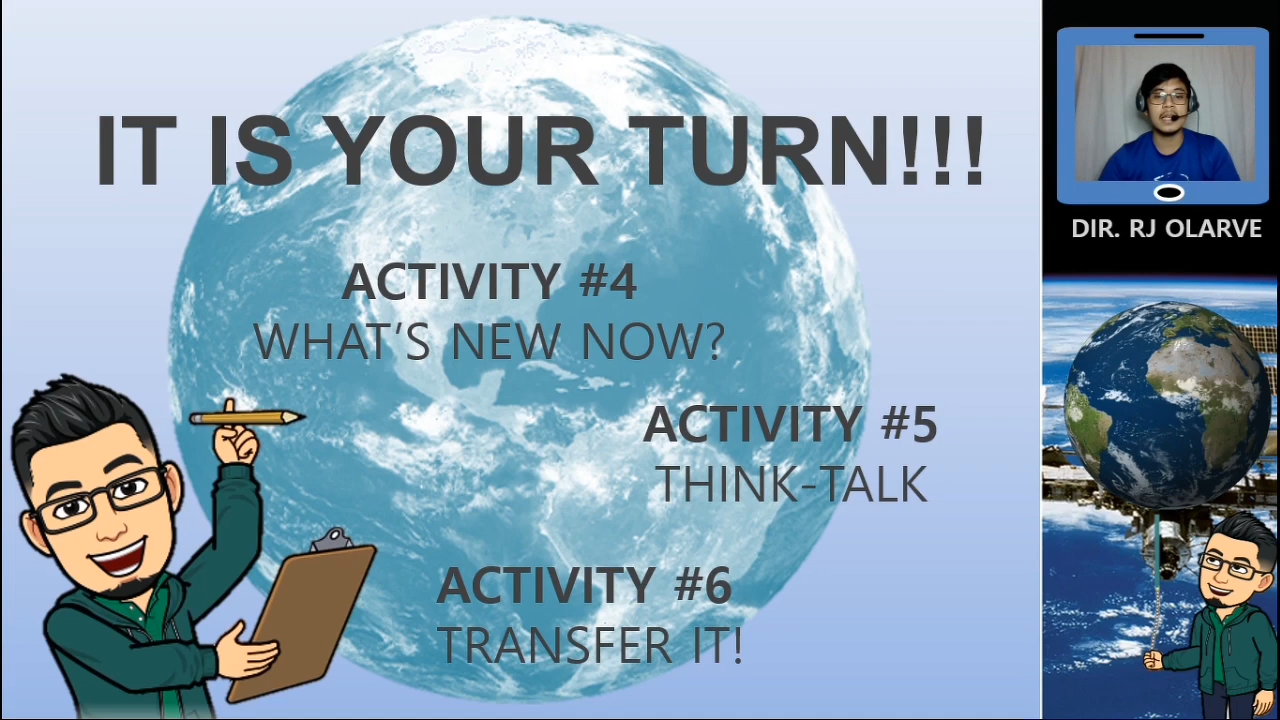 IT IS YOUR TURN!!!
ACTIVITY #4
WHAT'S NEW NOW?
ACTIVITY #5
THINK-TALK
ACTIVITY #6
TRANSFER IT!
DIR. RJ OLARVE